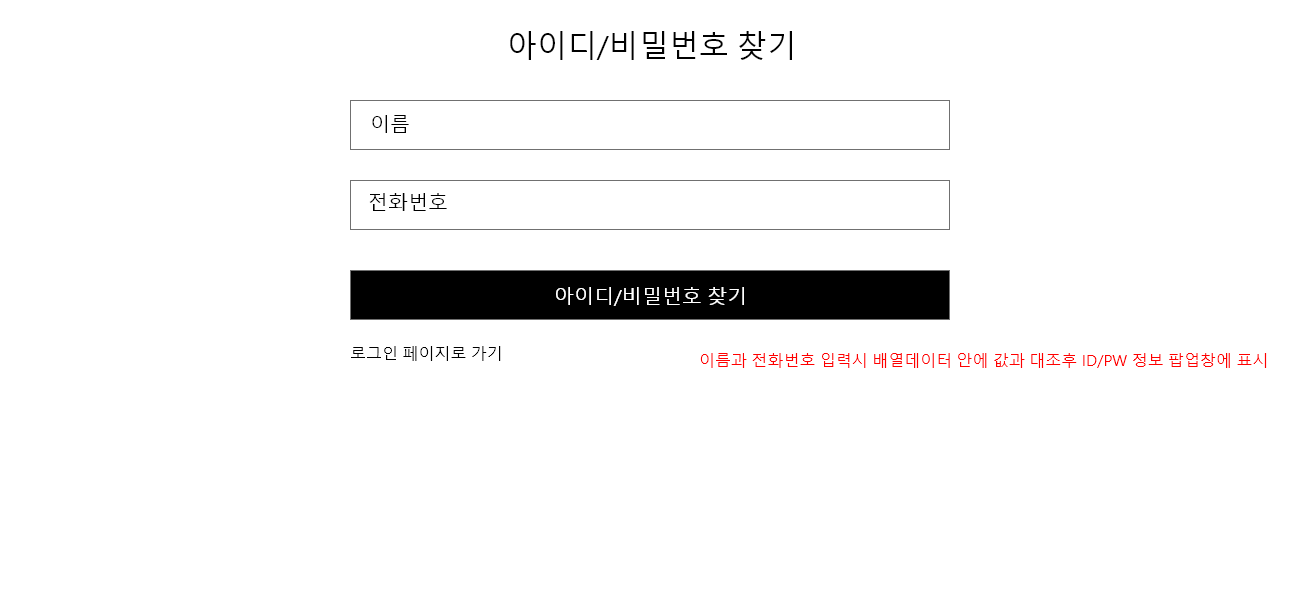 아이디/비밀번호 찾기
이름
전화번호
아이디/비밀번호 찾기
로그인 페이지로 가기
이름과 전화번호 입력시 배열데이터 안에 값과 대조후 ID/PW 정보 팝업창에 표시